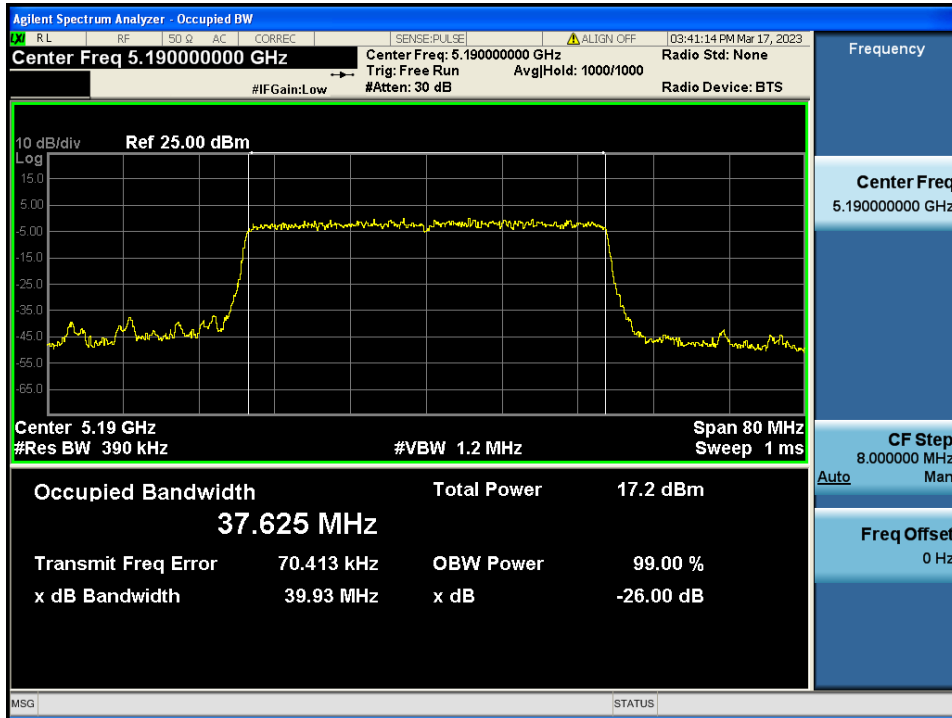 Agilent Spectrum Analyzer - Occupied BW
LXI RL RF 50 Ω AC CORREC SENSE:PULSE ALIGN OFF 03:41:14 PM Mar 17, 2023
Center Freq 5.190000000 GHz
Center Freq: 5.190000000 GHz
Radio Std: None
Trig: Free Run Avg|Hold: 1000/1000
#IFGain:Low
#Atten: 30 dB
Radio Device: BTS
10 dB/div Ref 25.00 dBm
Log
15.0
5.00
-5.00
-15.0
-25.0
-35.0
-45.0
-55.0
-65.0
Center 5.19 GHz Span 80 MHz
#Res BW 390 kHz #VBW 1.2 MHz Sweep 1 ms
Occupied Bandwidth Total Power 17.2 dBm
37.625 MHz
Transmit Freq Error 70.413 kHz OBW Power 99.00 %
x dB Bandwidth 39.93 MHz x dB -26.00 dB
Frequency
Center Freq
5.190000000 GHz
CF Step
8.000000 MHz
Auto Man
Freq Offset
0 Hz
MSG STATUS